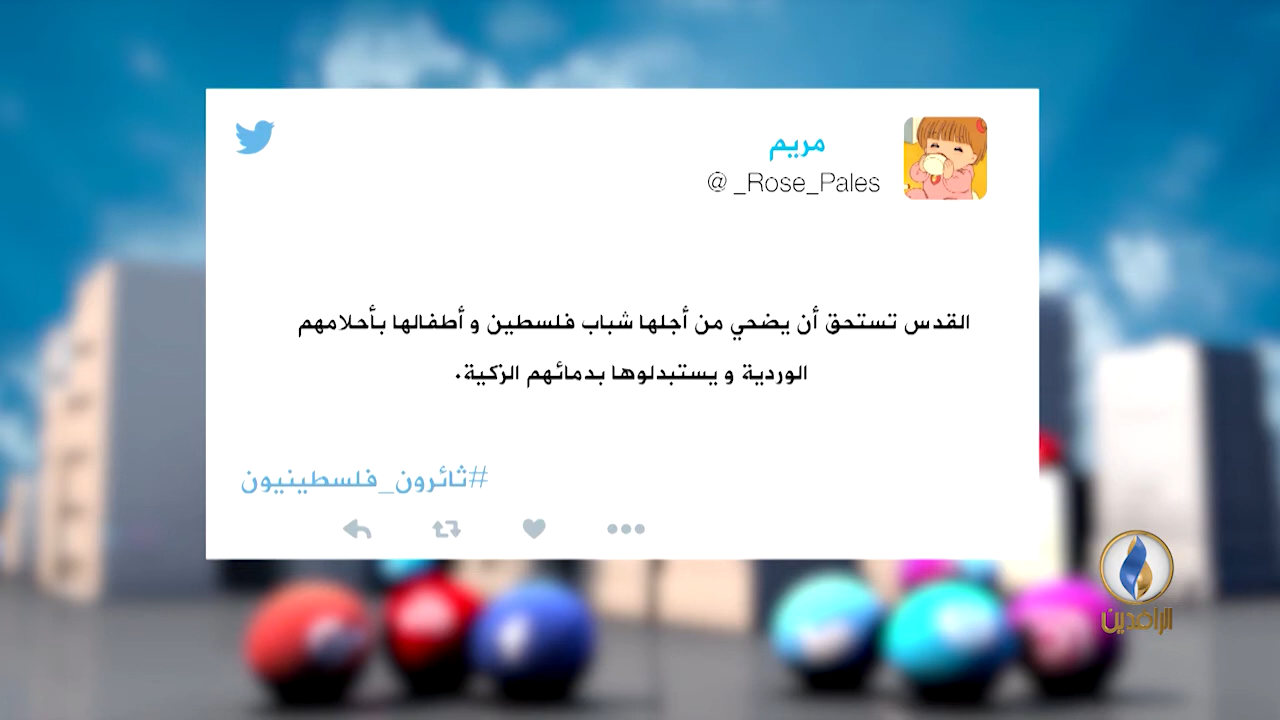 مريم
@ _Rose_Pales
القدس تستحق أن يضحي من أجلها شباب فلسطين و أطفالها بأحلامهم
الوردية و يستبدلوها بدمائهم الزكية.
#ثائرون_فلسطينيون
الرافدين